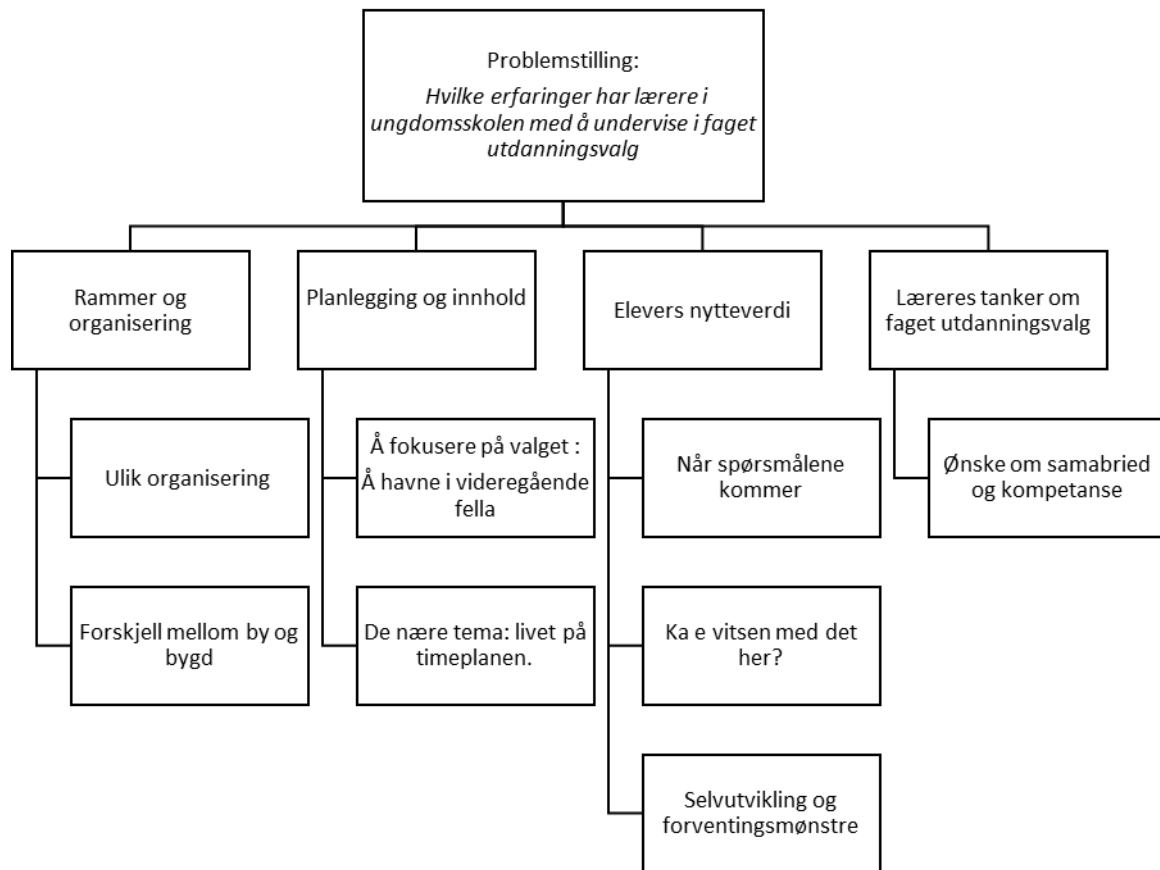 Problemstilling:
Hvilke erfaringer har lærere i
ungdomsskolen med å undervise i faget
utdanningsvalg
Rammer og
organisering
Planlegging og innhold
Elevers nytteverdi
Læreres tanker om
faget utdanningsvalg
Ulik organisering
Å fokusere på valget :
Å havne i videregående
fella
Når spørsmålene
kommer
Ønske om samabried
og kompetanse
Forskjell mellom by og
bygd
De nære tema: livet på
timeplanen.
Ka e vitsen med det
her?
Selvutvikling og
forventingsmønstre